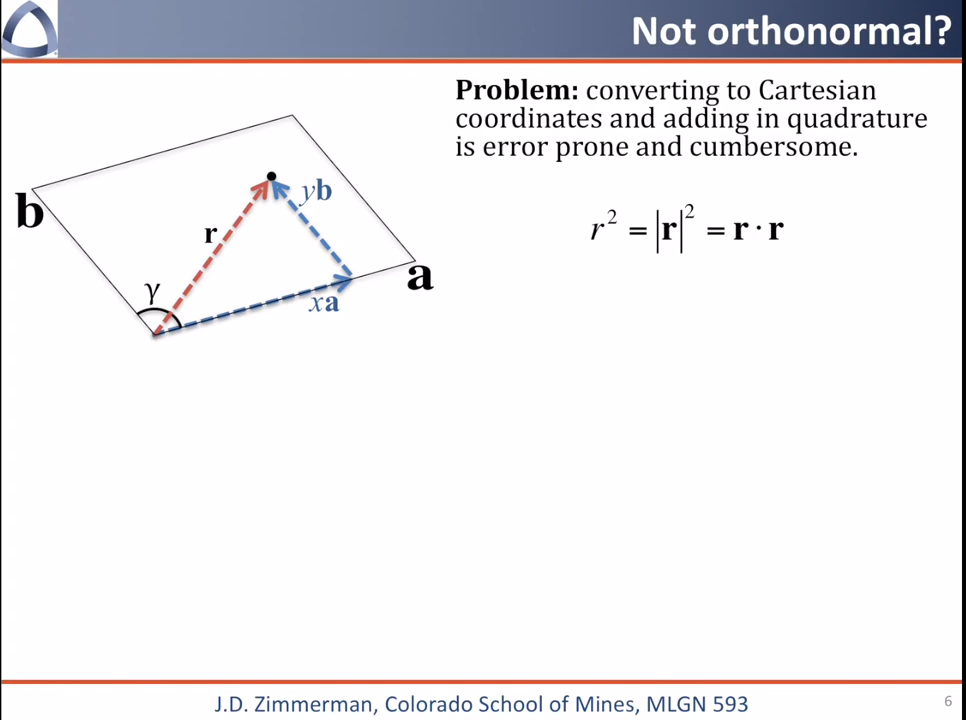 Not orthonormal?
Problem: converting to Cartesian
coordinates and adding in quadrature
is error prone and cumbersome.
r² = |r|² = r · r
b
yb
r
a
γ
xa
J.D. Zimmerman, Colorado School of Mines, MLGN 593
6